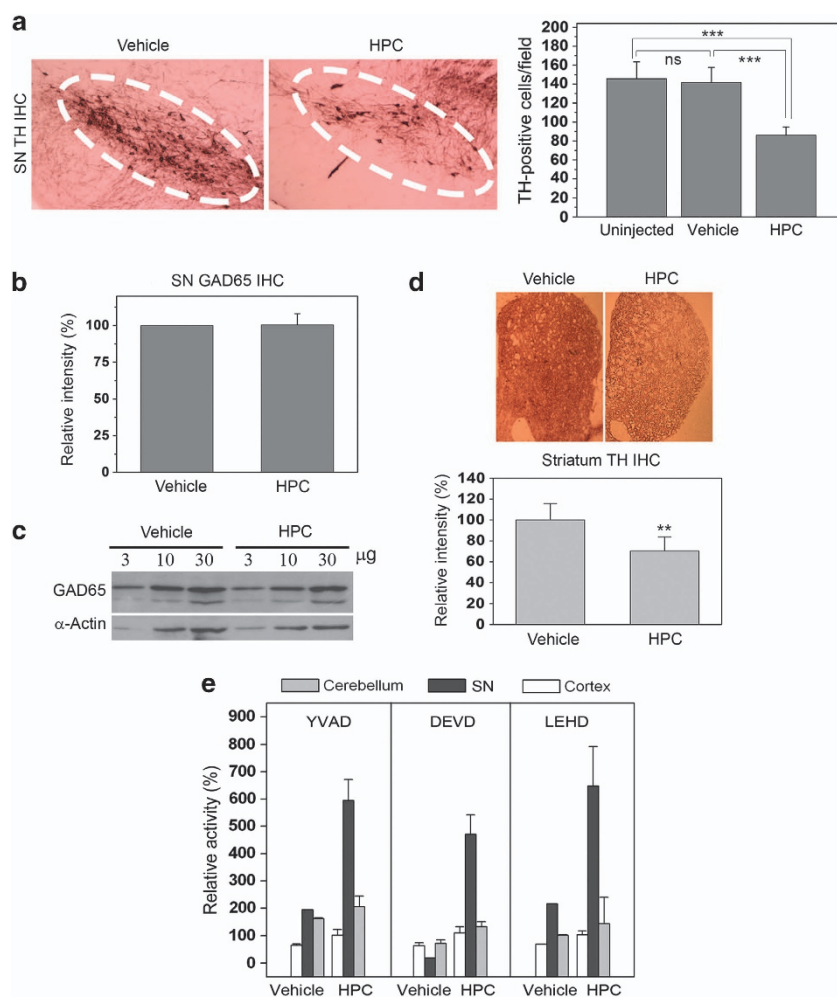 a
Vehicle
HPC
SN TH IHC
TH-positive cells/field
200
180
160
140
120
100
80
60
40
20
0
***
ns
***
Uninjected Vehicle HPC
b
SN GAD65 IHC
Relative intensity (%)
100
75
50
25
0
Vehicle HPC
c
Vehicle HPC
3 10 30 3 10 30 μg
GAD65
α-Actin
d
Vehicle HPC
Striatum TH IHC
Relative intensity (%)
140
120
100
80
60
40
20
0
**
Vehicle HPC
e
Cerebellum SN Cortex
Relative activity (%)
900
800
700
600
500
400
300
200
100
0
YVAD DEVD LEHD
Vehicle HPC Vehicle HPC Vehicle HPC